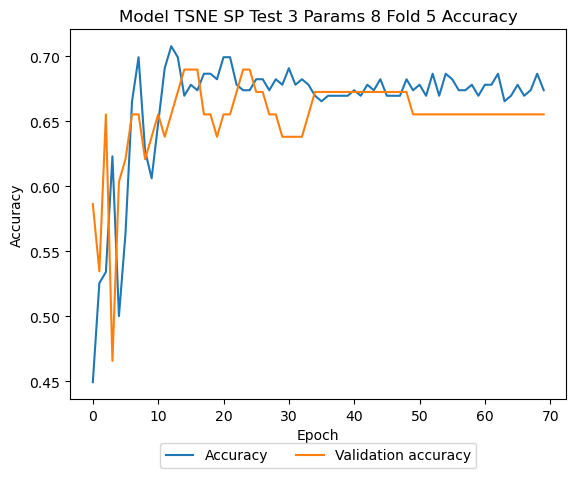 Model TSNE SP Test 3 Params 8 Fold 5 Accuracy
0.70
0.65
0.60
0.55
0.50
0.45
Accuracy
0 10 20 30 40 50 60 70
Epoch
Accuracy Validation accuracy